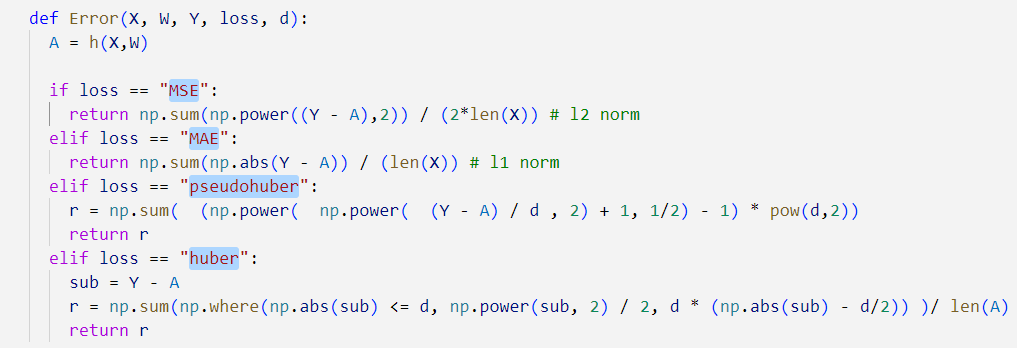 def Error(X, W, Y, loss, d):
  A = h(X,W)

  if loss == "MSE":
    return np.sum(np.power((Y - A),2)) / (2*len(X)) # l2 norm
  elif loss == "MAE":
    return np.sum(np.abs(Y - A)) / (len(X)) # l1 norm
  elif loss == "pseudohuber":
    r = np.sum(  (np.power(  np.power(  (Y - A) / d , 2) + 1, 1/2) - 1) * pow(d,2))
    return r
  elif loss == "huber":
    sub = Y - A
    r = np.sum(np.where(np.abs(sub) <= d, np.power(sub, 2) / 2, d * (np.abs(sub) - d/2)) )/ len(A)
    return r